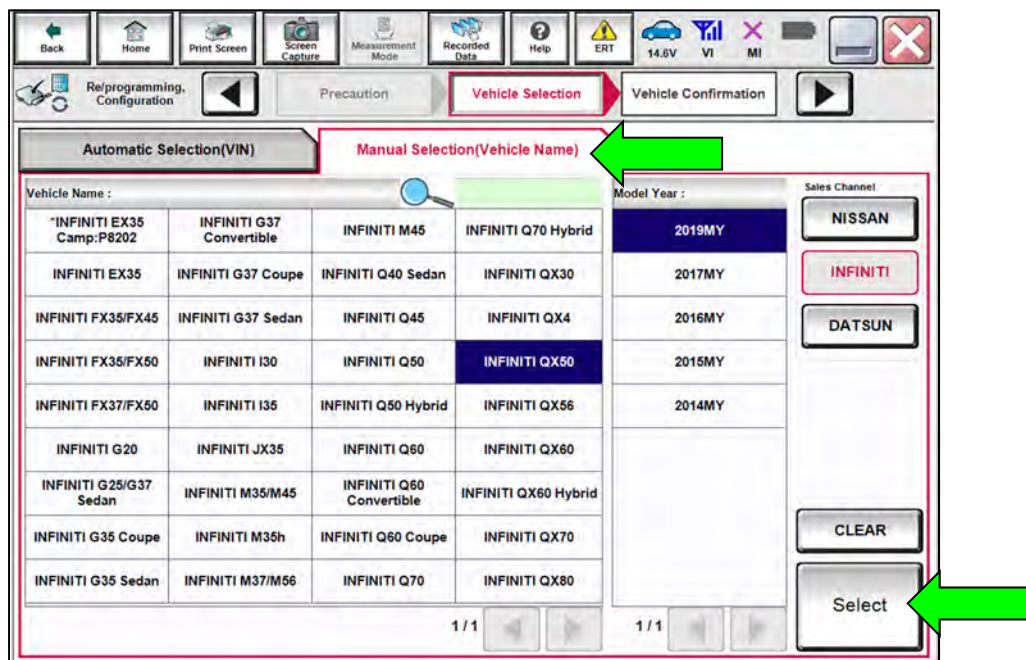 Back
Home
Print Screen
Screen
Capture
Measurement
Mode
Recorded
Data
Help
ERT
14.6V
VI
MI
Re/programming,
Configuration
Precaution
Vehicle Selection
Vehicle Confirmation
Automatic Selection(VIN)
Manual Selection(Vehicle Name)
Vehicle Name :
Model Year :
Sales Channel
*INFINITI EX35
Camp:P8202
INFINITI G37
Convertible
INFINITI M45
INFINITI Q70 Hybrid
2019MY
NISSAN
INFINITI EX35
INFINITI G37 Coupe
INFINITI Q40 Sedan
INFINITI QX30
2017MY
INFINITI
INFINITI FX35/FX45
INFINITI G37 Sedan
INFINITI Q45
INFINITI QX4
2016MY
DATSUN
INFINITI FX35/FX50
INFINITI I30
INFINITI Q50
INFINITI QX50
2015MY
INFINITI FX37/FX50
INFINITI I35
INFINITI Q50 Hybrid
INFINITI QX56
2014MY
INFINITI G20
INFINITI JX35
INFINITI Q60
INFINITI QX60
INFINITI G25/G37
Sedan
INFINITI M35/M45
INFINITI Q60
Convertible
INFINITI QX60 Hybrid
INFINITI G35 Coupe
INFINITI M35h
INFINITI Q60 Coupe
INFINITI QX70
CLEAR
INFINITI G35 Sedan
INFINITI M37/M56
INFINITI Q70
INFINITI QX80
Select
1/1
1/1